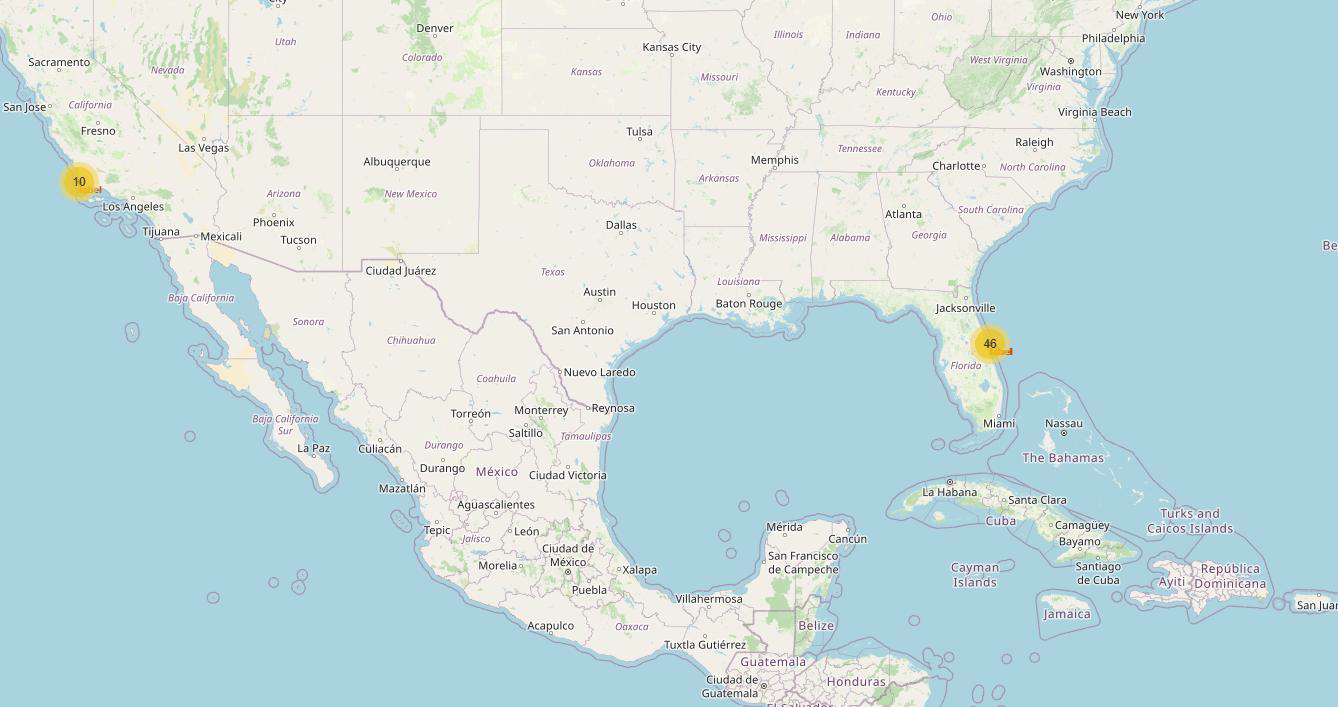 City
New York
Ohio
Denver
Utah
Illinois
Indiana
Philadelphia
Kansas City
Colorado
Sacramento
Nevada
Kansas
Missouri
West Virginia
Washington
Virginia
Kentucky
San Jose
California
Virginia Beach
Fresno
Tulsa
Las Vegas
Raleigh
Tennessee
Albuquerque
Oklahoma
Memphis
Charlotte
North Carolina
10
Arkansas
Arizona
New Mexico
Los Angeles
South Carolina
Atlanta
Phoenix
Dallas
Tijuana
Mexicali
Tucson
Mississippi
Alabama
Georgia
Be
Ciudad Juárez
Texas
Louisiana
Baja California
Austin
Houston
Baton Rouge
Jacksonville
Sonora
San Antonio
Chihuahua
46
Florida
Nuevo Laredo
Coahuila
Torreón
Monterrey
Reynosa
Baja California
Sur
Saltillo
Tamaulipas
Miami
Nassau
La Paz
Culiacán
Durango
The Bahamas
Durango
México
Ciudad Victoria
Mazatlán
La Habana
Santa Clara
Aguascalientes
Cuba
Turks and
Caicos Islands
Tepic
Jalisco
León
Mérida
Cancún
Camagüey
Bayamo
Ciudad de
México
San Francisco
de Campeche
Morelia
Xalapa
Cayman
Islands
Santiago
de Cuba
Ayiti
República
Dominicana
Puebla
Villahermosa
San Juan
Jamaica
Acapulco
Oaxaca
Belize
Tuxtla Gutiérrez
Guatemala
Ciudad de
Guatemala
Honduras
El Salvador